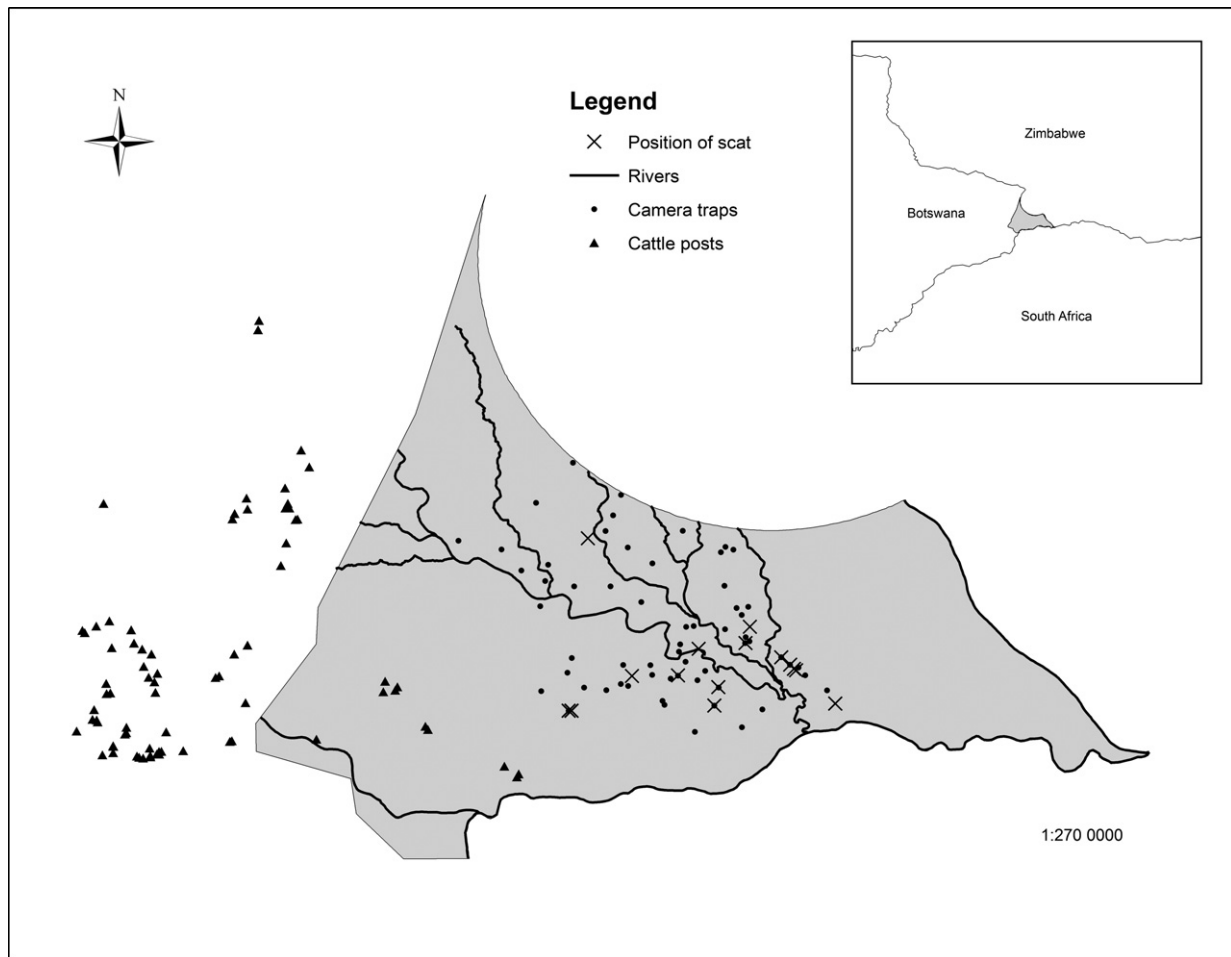 N
Legend
Position of scat
Rivers
Camera traps
Cattle posts
Zimbabwe
Botswana
South Africa
1:270 0000